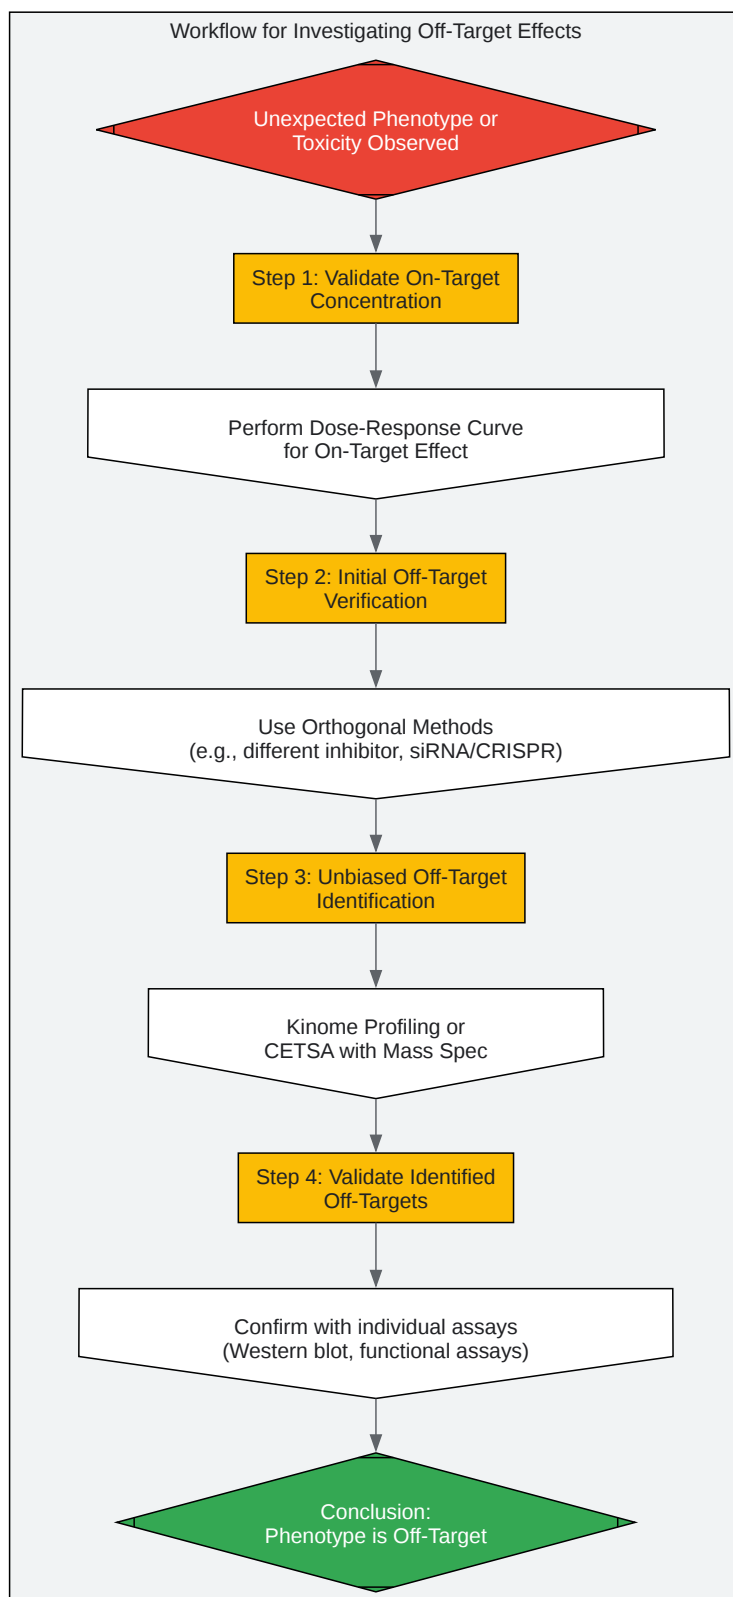 Workflow for Investigating Off-Target Effects
Unexpected Phenotype or
Toxicity Observed
Step 1: Validate On-Target
Concentration
Perform Dose-Response Curve
for On-Target Effect
Step 2: Initial Off-Target
Verification
Use Orthogonal Methods
(e.g., different inhibitor, siRNA/CRISPR)
Step 3: Unbiased Off-Target
Identification
Kinome Profiling or
CETSA with Mass Spec
Step 4: Validate Identified
Off-Targets
Confirm with individual assays
(Western blot, functional assays)
Conclusion:
Phenotype is Off-Target